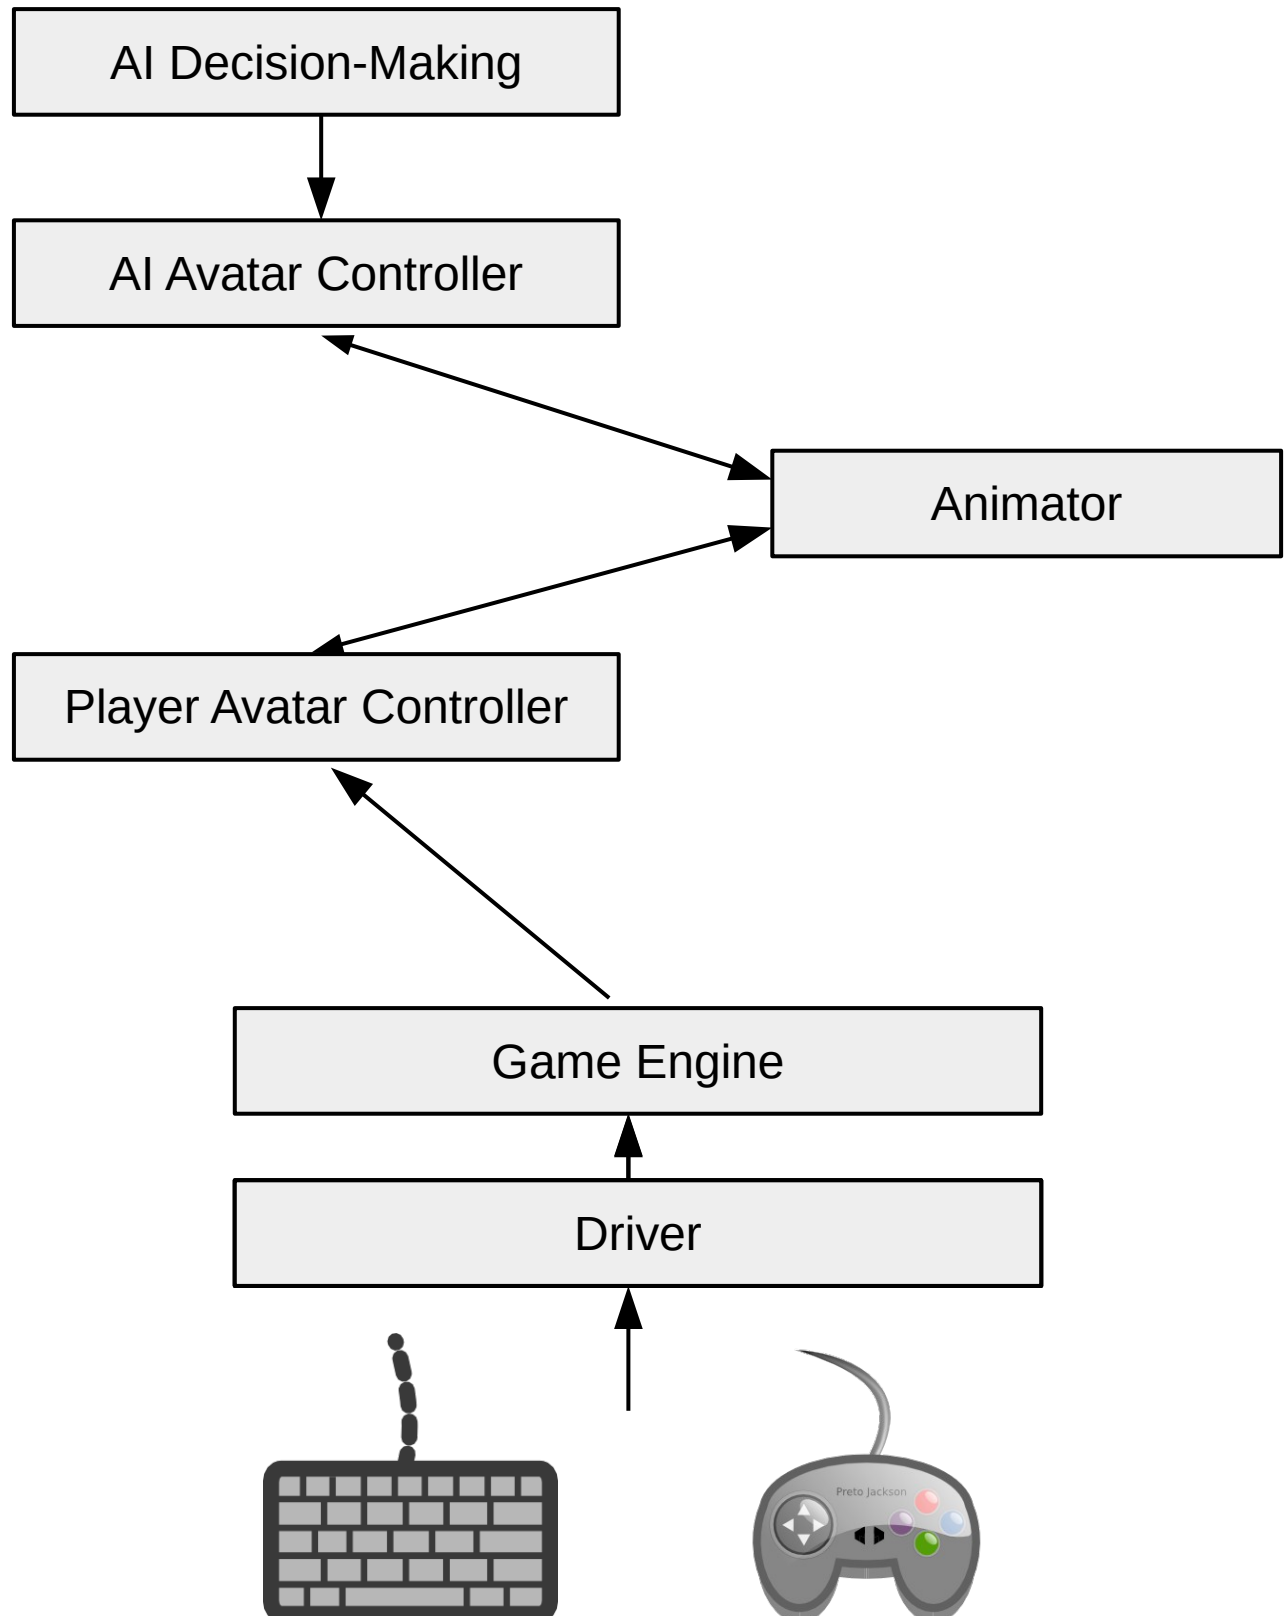 AI Decision-Making
AI Avatar Controller
Animator
Player Avatar Controller
Game Engine
Driver
Preto Jackson